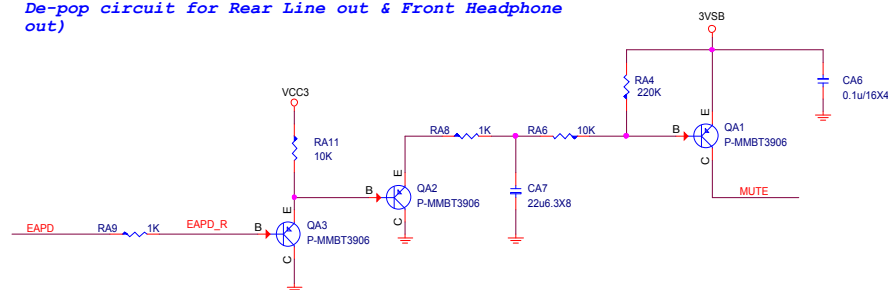 De-pop circuit for Rear Line out & Front Headphone
out)
3VSB
RA4
220K
CA6
0.1u/16X4
VCC3
RA11
10K
RA8
1K
RA6
10K
B
E
C
QA1
P-MMBT3906
MUTE
B
E
C
QA2
P-MMBT3906
CA7
22u6.3X8
EAPD
RA9
1K
EAPD_R
B
E
C
QA3
P-MMBT3906